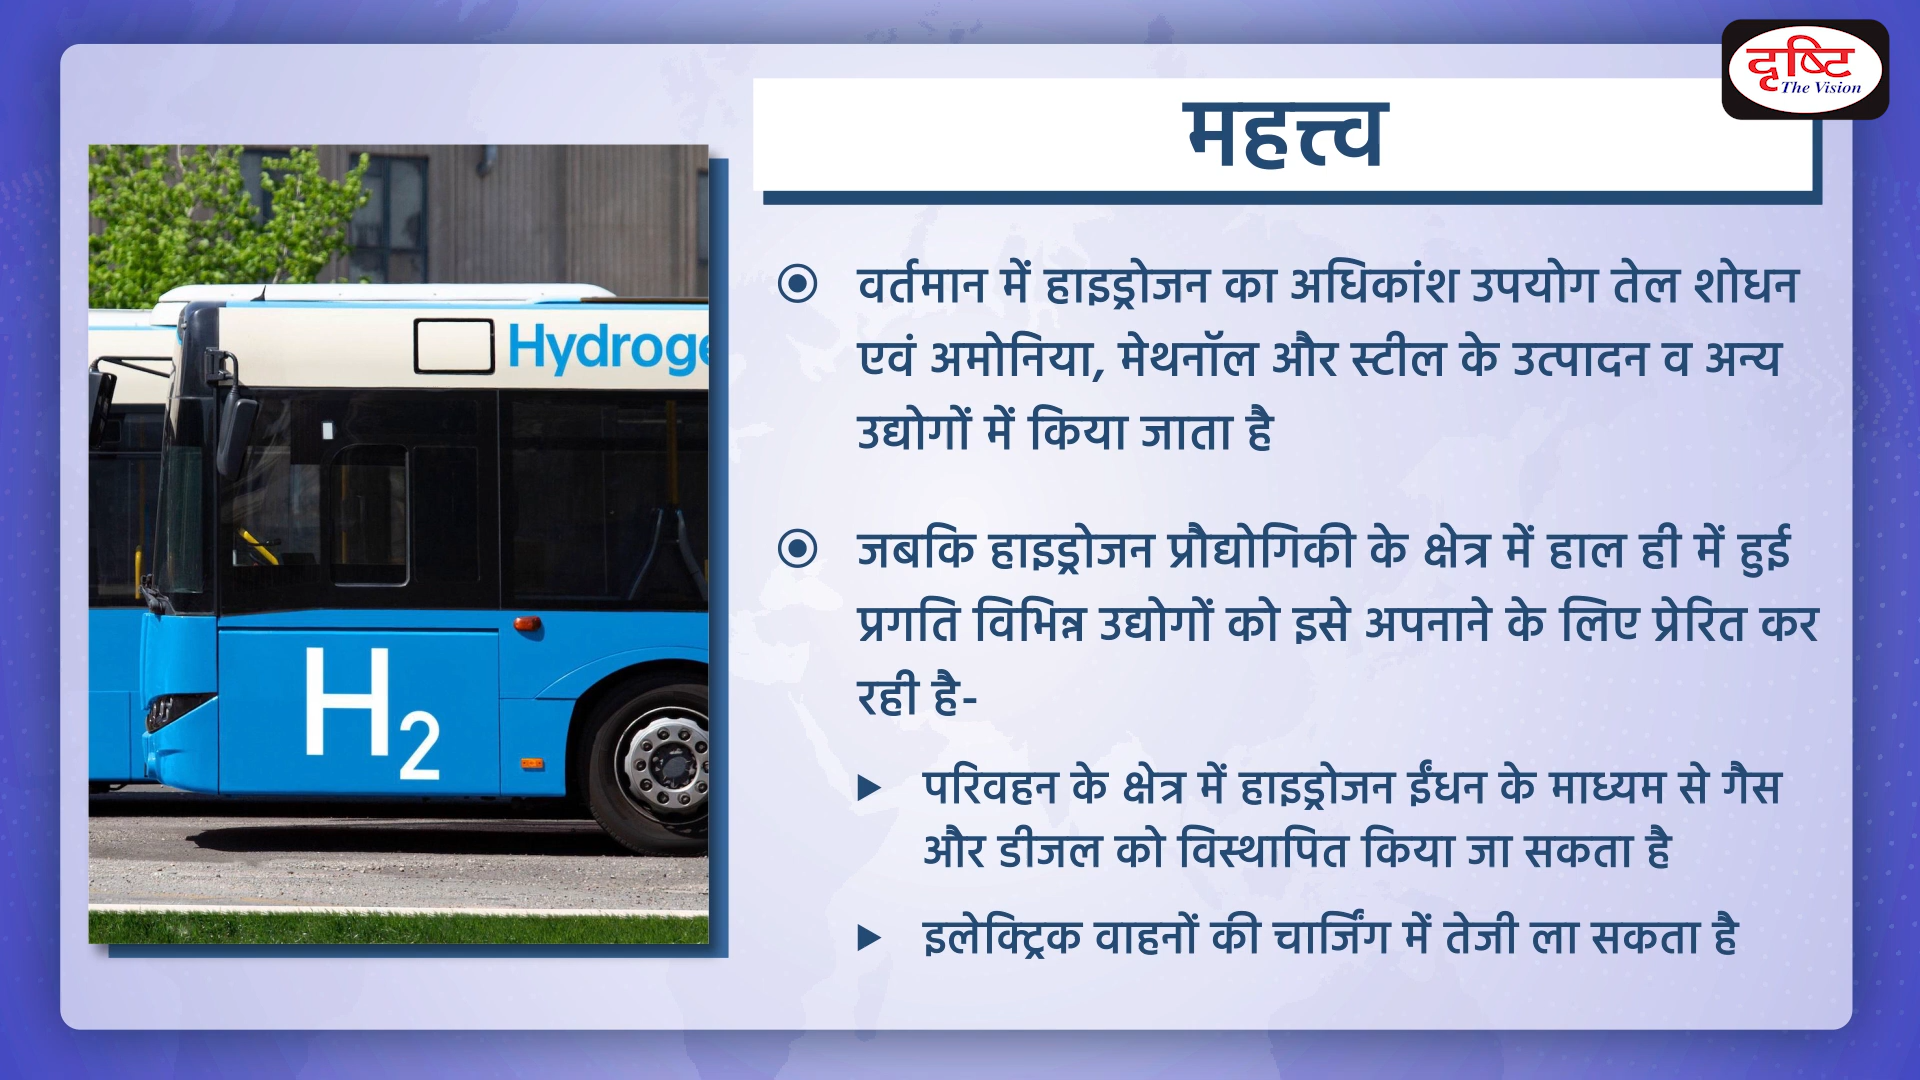 दृष्टि
The Vision
महत्त्व
Hydroge
H2
वर्तमान में हाइड्रोजन का अधिकांश उपयोग तेल शोधन
एवं अमोनिया, मेथनॉल और स्टील के उत्पादन व अन्य
उद्योगों में किया जाता है
जबकि हाइड्रोजन प्रौद्योगिकी के क्षेत्र में हाल ही में हुई
प्रगति विभिन्न उद्योगों को इसे अपनाने के लिए प्रेरित कर
रही है-
परिवहन के क्षेत्र में हाइड्रोजन ईंधन के माध्यम से गैस
और डीजल को विस्थापित किया जा सकता है
इलेक्ट्रिक वाहनों की चार्जिंग में तेजी ला सकता है